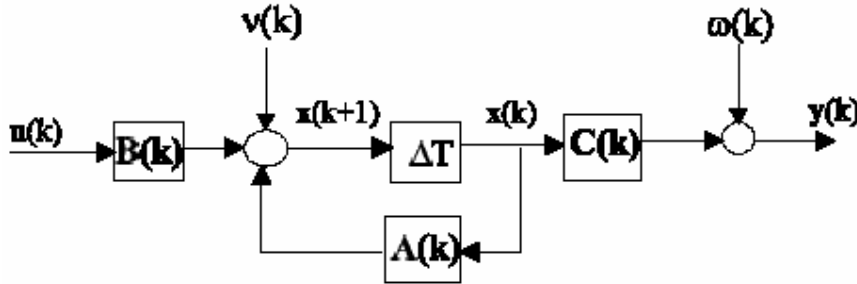 ν(k)
ω(k)
u(k)
B(k)
x(k+1)
ΔT
x(k)
C(k)
y(k)
A(k)